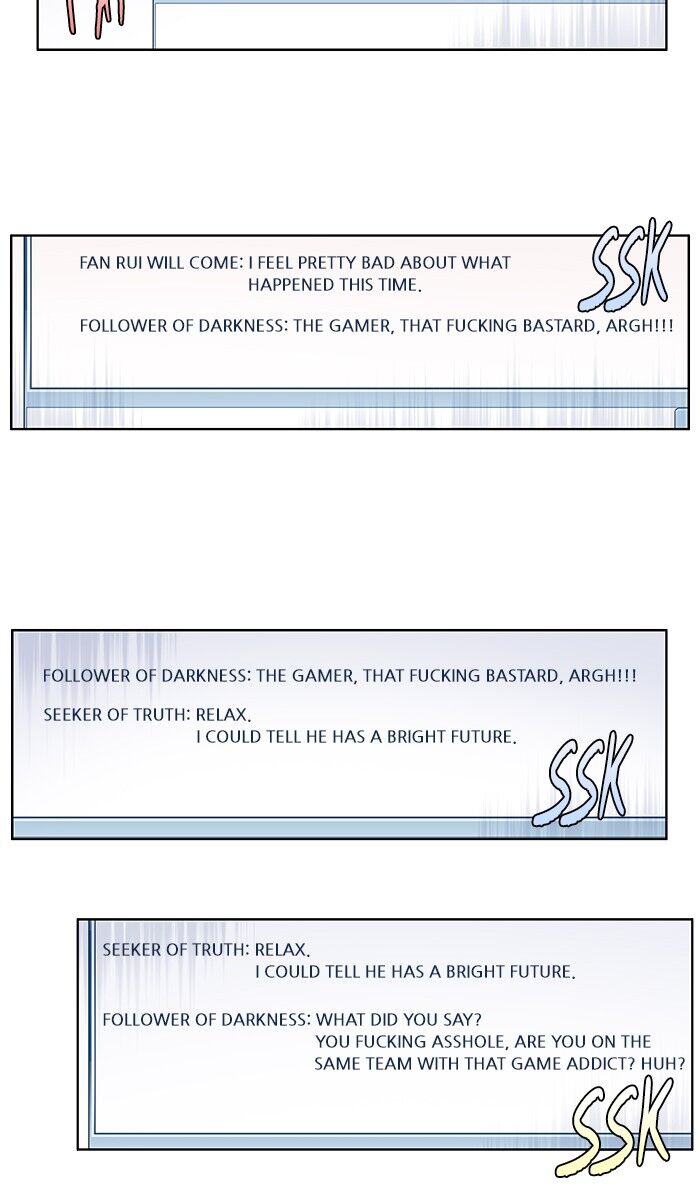 SSK
FAN RUI WILL COME: I FEEL PRETTY BAD ABOUT WHAT
HAPPENED THIS TIME.
FOLLOWER OF DARKNESS: THE GAMER, THAT FUCKING BASTARD, ARGH!!!
FOLLOWER OF DARKNESS: THE GAMER, THAT FUCKING BASTARD, ARGH!!!
SEEKER OF TRUTH: RELAX.
I COULD TELL HE HAS A BRIGHT FUTURE.
SSK
SEEKER OF TRUTH: RELAX.
I COULD TELL HE HAS A BRIGHT FUTURE.
FOLLOWER OF DARKNESS: WHAT DID YOU SAY?
YOU FUCKING ASSHOLE, ARE YOU ON THE
SAME TEAM WITH THAT GAME ADDICT? HUH?
SSK